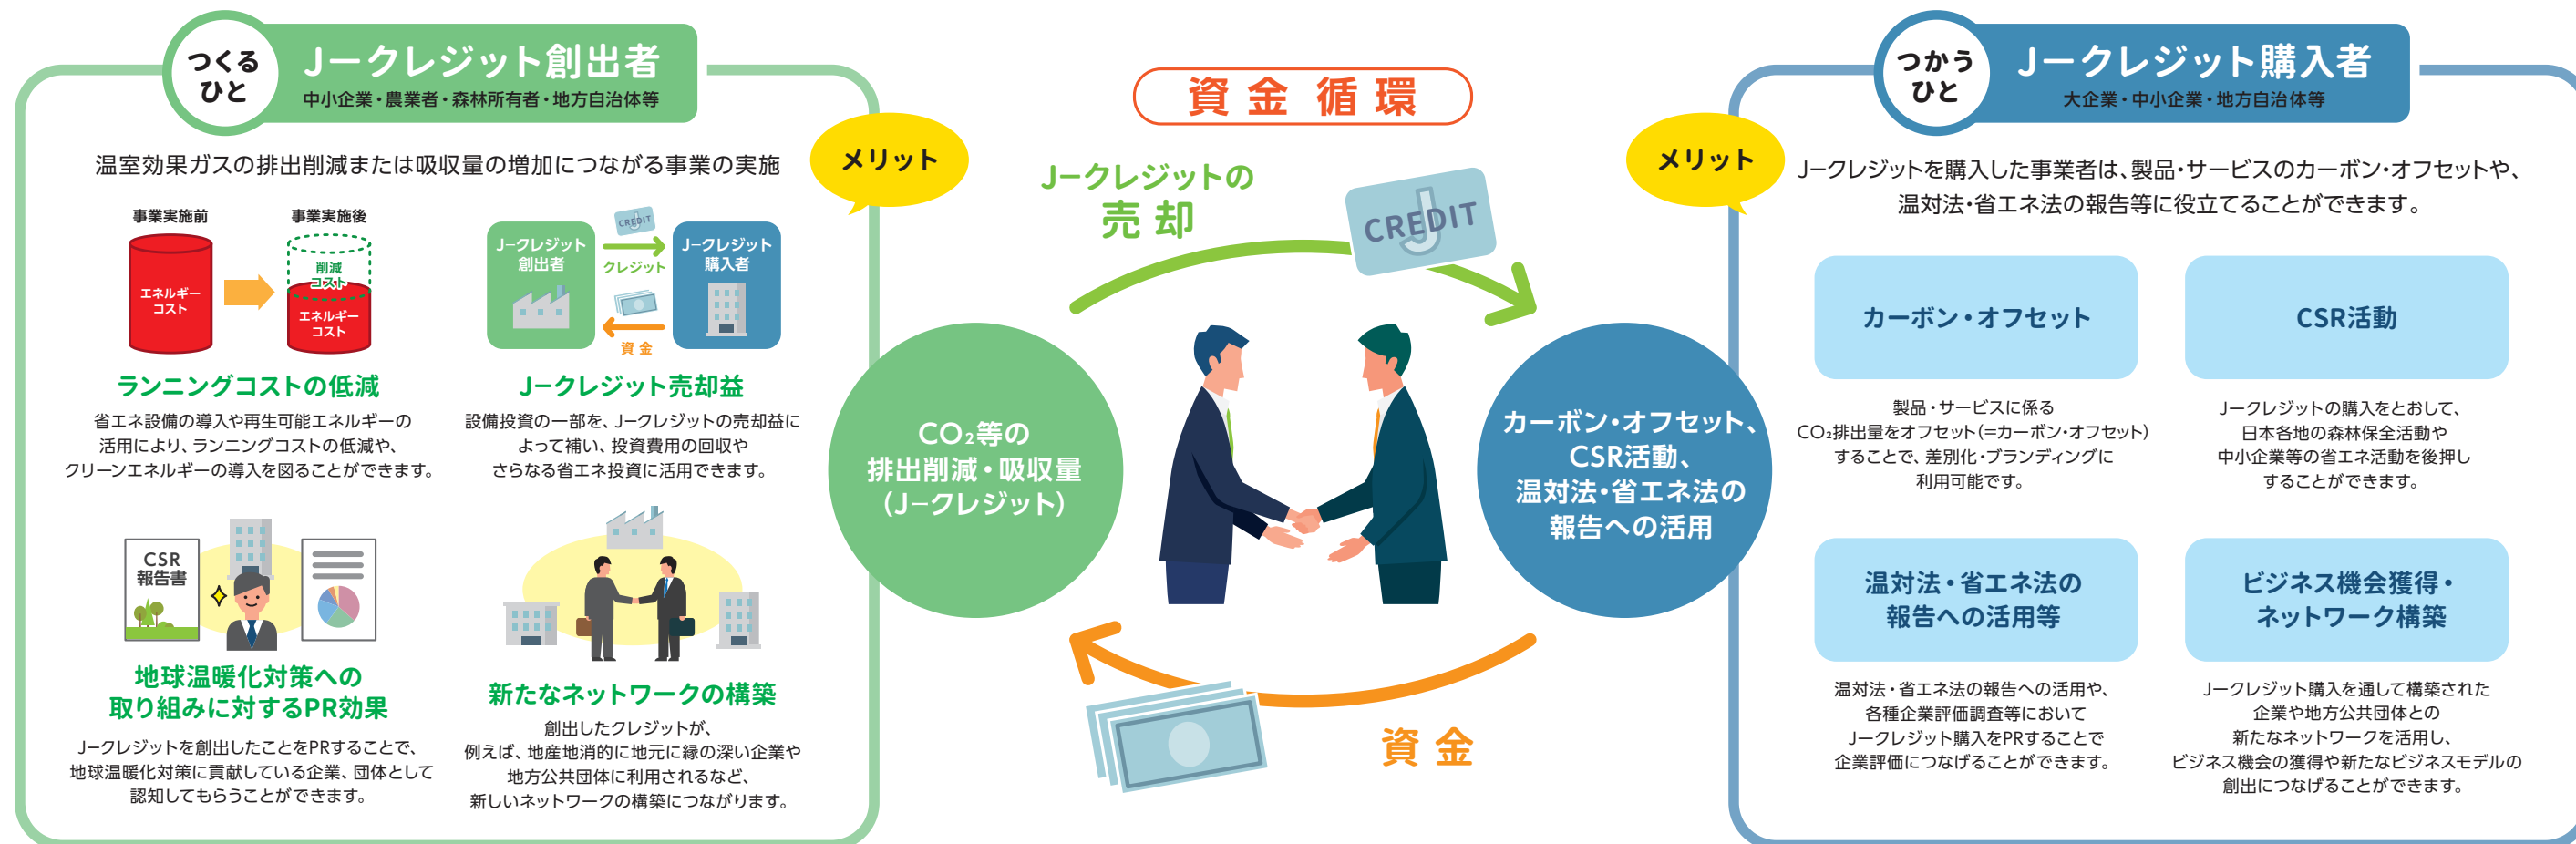 つくる
ひと
J-クレジット創出者
中小企業・農業者・森林所有者・地方自治体等
温室効果ガスの排出削減または吸収量の増加につながる事業の実施
メリット
事業実施前
事業実施後
エネルギー
コスト
削減
コスト
エネルギー
コスト
ランニングコストの低減
省エネ設備の導入や再生可能エネルギーの
活用により、ランニングコストの低減や、
クリーンエネルギーの導入を図ることができます。
J-クレジット
創出者
CREDIT
クレジット
資金
J-クレジット
購入者
J-クレジット売却益
設備投資の一部を、J-クレジットの売却益に
よって補い、投資費用の回収や
さらなる省エネ投資に活用できます。
CSR
報告書
地球温暖化対策への
取り組みに対するPR効果
J-クレジットを創出したことをPRすることで、
地球温暖化対策に貢献している企業、団体として
認知してもらうことができます。
新たなネットワークの構築
創出したクレジットが、
例えば、地産地消的に地元に縁の深い企業や
地方公共団体に利用されるなど、
新しいネットワークの構築につながります。
資金循環
J-クレジットの
売却
J
CREDIT
CO₂等の
排出削減・吸収量
(J-クレジット)
カーボン・オフセット、
CSR活動、
温対法・省エネ法の
報告への活用
資金
つかう
ひと
J-クレジット購入者
大企業・中小企業・地方自治体等
メリット
J-クレジットを購入した事業者は、製品・サービスのカーボン・オフセットや、
温対法・省エネ法の報告等に役立てることができます。
カーボン・オフセット
製品・サービスに係る
CO₂排出量をオフセット(=カーボン・オフセット)
することで、差別化・ブランディングに
利用可能です。
CSR活動
J-クレジットの購入をとおして、
日本各地の森林保全活動や
中小企業等の省エネ活動を後押し
することができます。
温対法・省エネ法の
報告への活用等
温対法・省エネ法の報告への活用や、
各種企業評価調査等において
J-クレジット購入をPRすることで
企業評価につなげることができます。
ビジネス機会獲得・
ネットワーク構築
J-クレジット購入を通して構築された
企業や地方公共団体との
新たなネットワークを活用し、
ビジネス機会の獲得や新たなビジネスモデルの
創出につなげることができます。